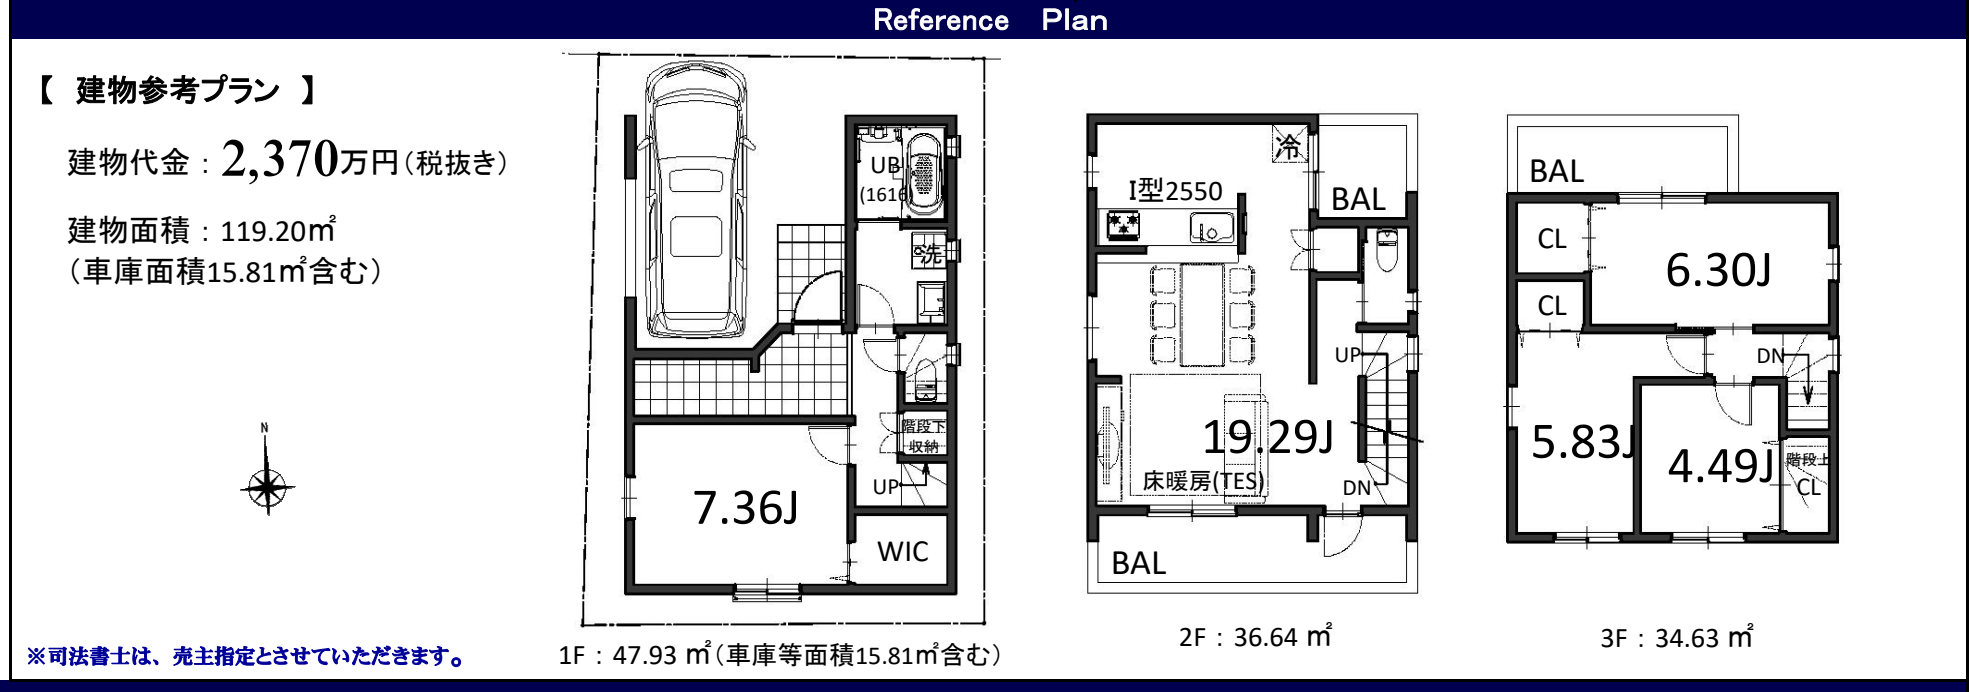 Reference Plan
【 建物参考プラン 】
建物代金：2,370万円（税抜き）
建物面積：119.20㎡
（車庫面積15.81㎡含む）
N
※司法書士は、売主指定とさせていただきます。
UB
(1616
洗
階段下
収納
UP
7.36J
WIC
1F：47.93 ㎡（車庫等面積15.81㎡含む）
冷
I型2550
BAL
UP
19.29J
床暖房(TES)
DN
BAL
2F：36.64 ㎡
BAL
CL
6.30J
CL
DN
5.83J
4.49J
階段上
CL
3F：34.63 ㎡